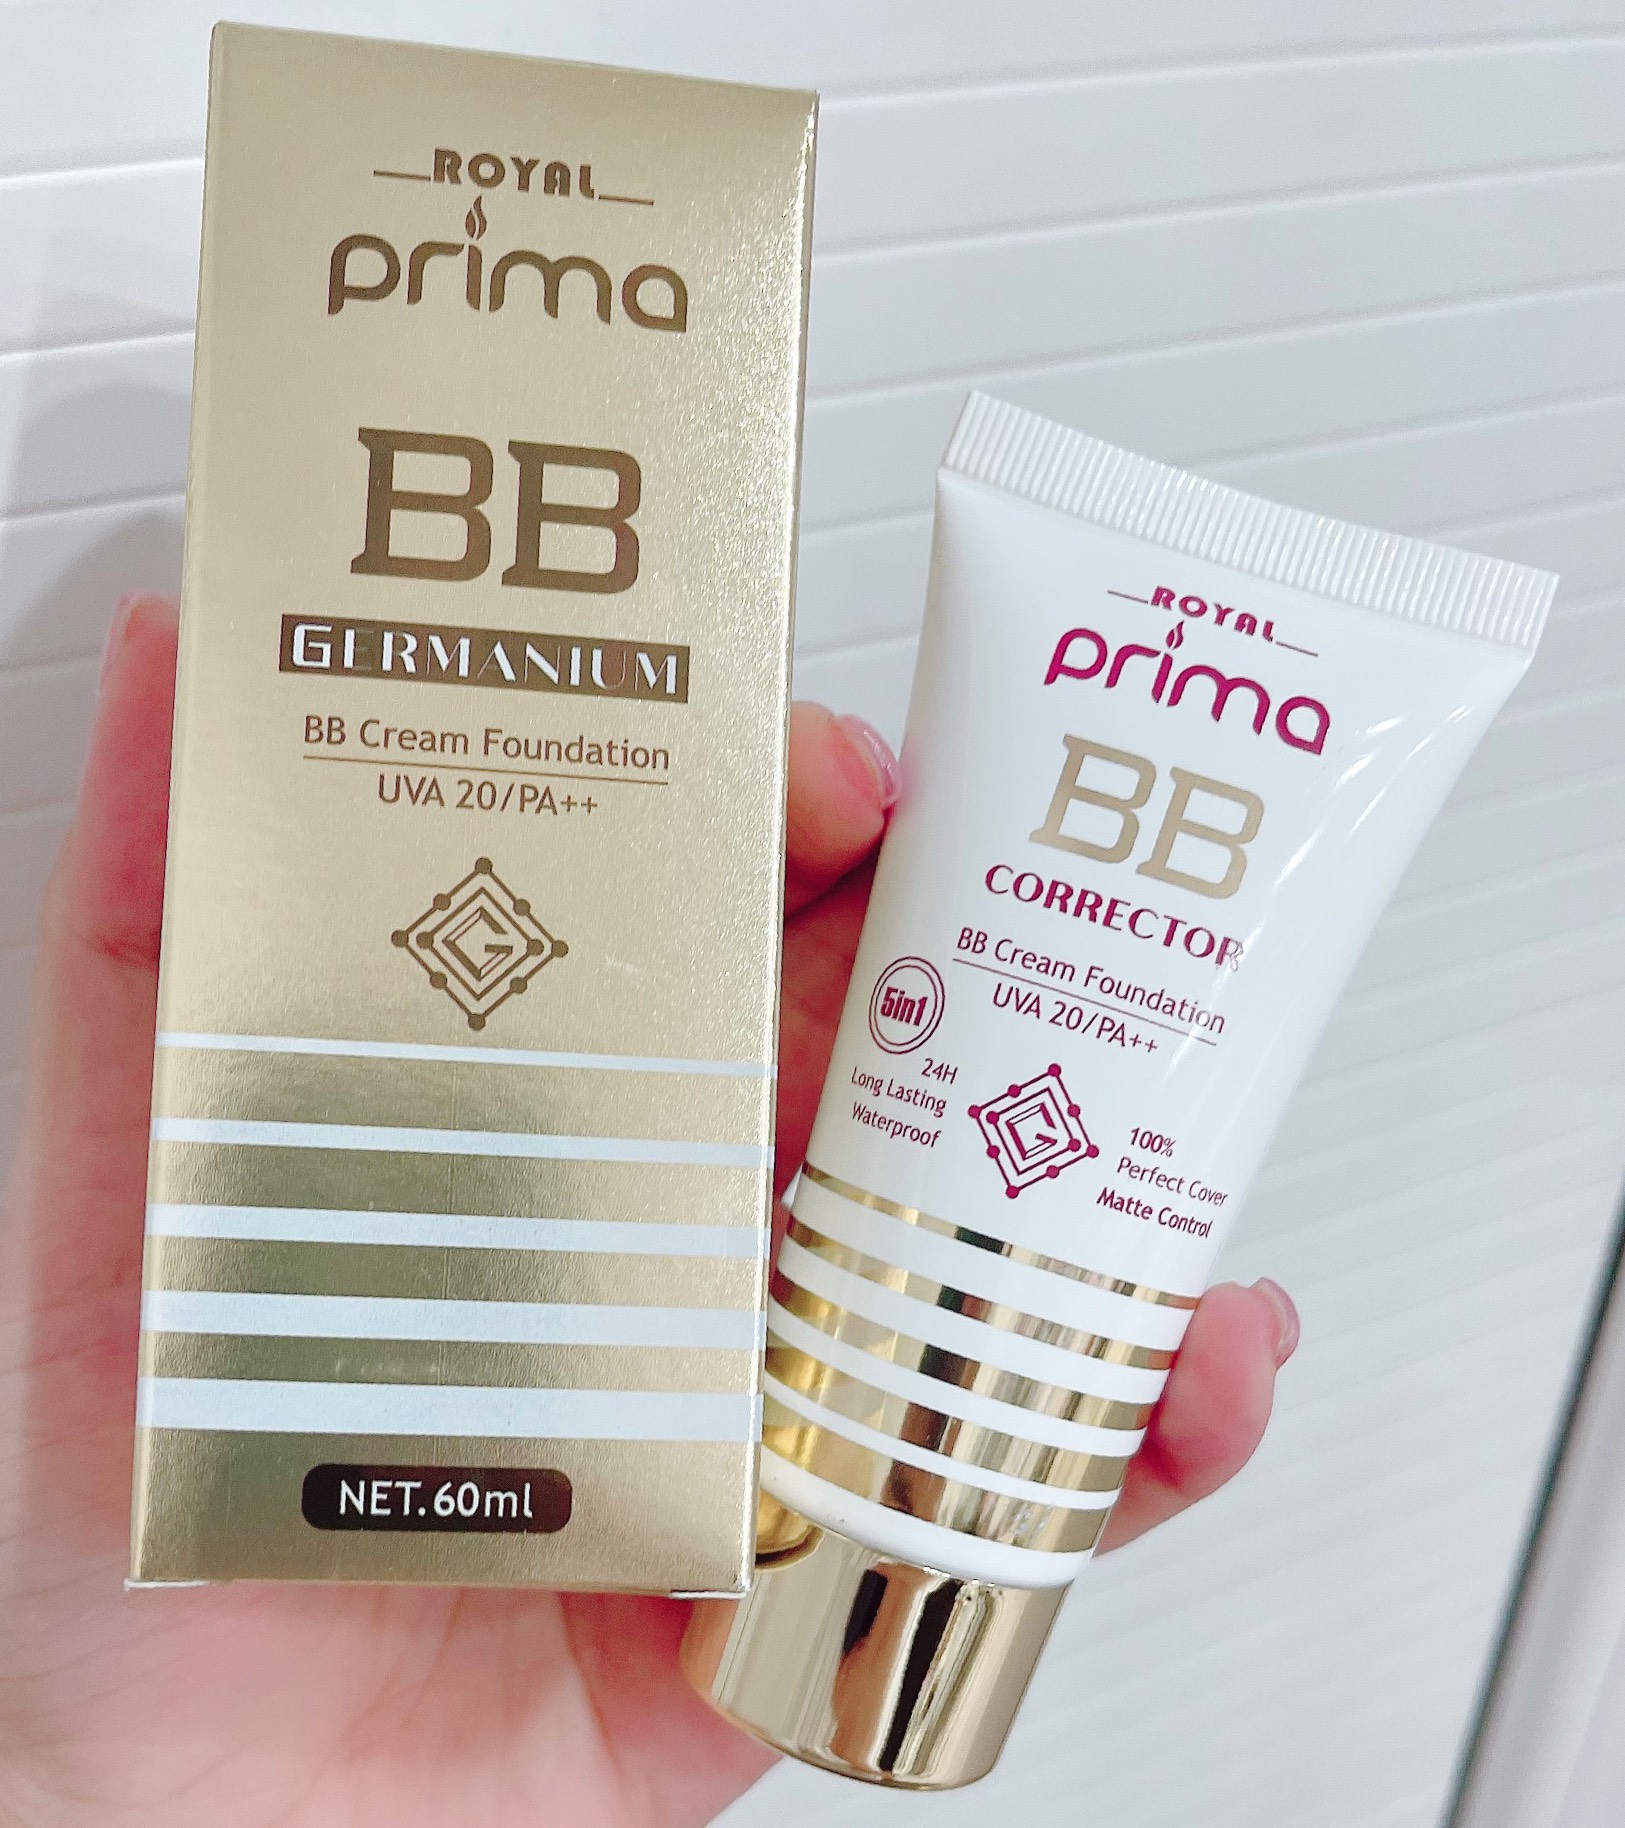 ROYAL
prima
BB
GERMANIUM
BB Cream Foundation
UVA 20/PA++
G
NET.60ml
ROYAL
prima
BB
CORRECTOR
BB Cream Foundation
UVA 20/PA++
5in1
24H
Long Lasting
Waterproof
G
100%
Perfect Cover
Matte Control